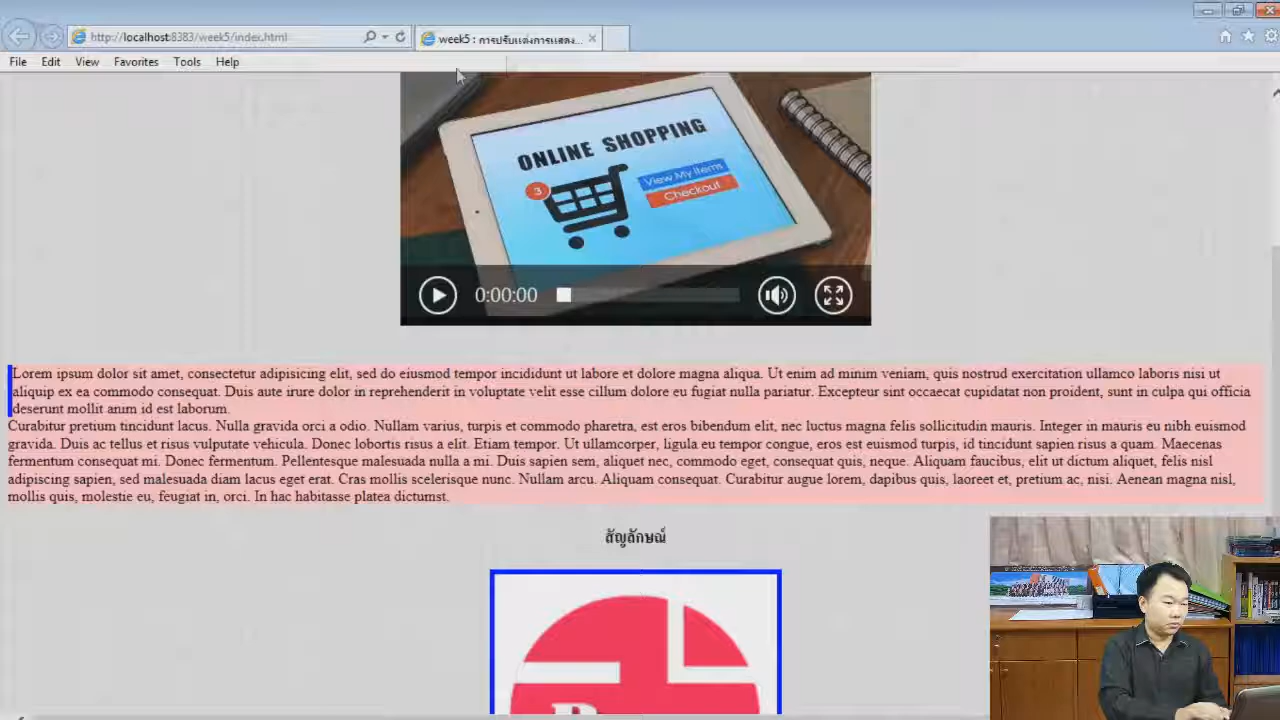 http://localhost:8383/week5/index.html
week5 : การปรับแต่งการแสดง...
File Edit View Favorites Tools Help
ONLINE SHOPPING
3
View My Items
Checkout
0:00:00
Lorem ipsum dolor sit amet, consectetur adipisicing elit, sed do eiusmod tempor incididunt ut labore et dolore magna aliqua. Ut enim ad minim veniam, quis nostrud exercitation ullamco laboris nisi ut
aliquip ex ea commodo consequat. Duis aute irure dolor in reprehenderit in voluptate velit esse cillum dolore eu fugiat nulla pariatur. Excepteur sint occaecat cupidatat non proident, sunt in culpa qui officia
deserunt mollit anim id est laborum.
Curabitur pretium tincidunt lacus. Nulla gravida orci a odio. Nullam varius, turpis et commodo pharetra, est eros bibendum elit, nec luctus magna felis sollicitudin mauris. Integer in mauris eu nibh euismod
gravida. Duis ac tellus et risus vulputate vehicula. Donec lobortis risus a elit. Etiam tempor. Ut ullamcorper, ligula eu tempor congue, eros est euismod turpis, id tincidunt sapien risus a quam. Maecenas
fermentum consequat mi. Donec fermentum. Pellentesque malesuada nulla a mi. Duis sapien sem, aliquet nec, commodo eget, consequat quis, neque. Aliquam faucibus, elit ut dictum aliquet, felis nisl
adipiscing sapien, sed malesuada diam lacus eget erat. Cras mollis scelerisque nunc. Nullam arcu. Aliquam consequat. Curabitur augue lorem, dapibus quis, laoreet et, pretium ac, nisi. Aenean magna nisl,
mollis quis, molestie eu, feugiat in, orci. In hac habitasse platea dictumst.
สัญลักษณ์